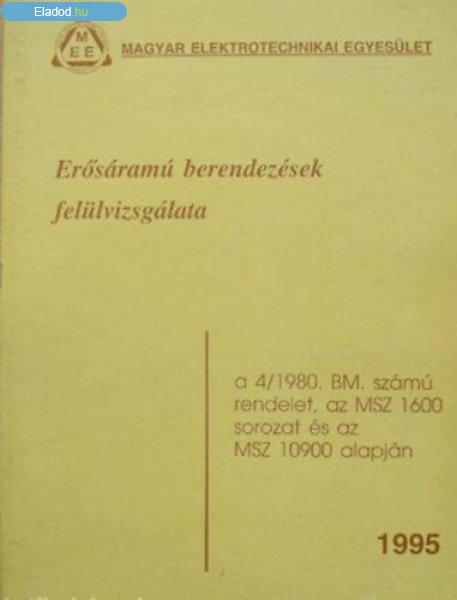 Eladod.hu
M
E E
MAGYAR ELEKTROTECHNIKAI EGYESÜLET
Erősáramú berendezések
felülvizsgálata
a 4/1980. BM. számú
rendelet, az MSZ 1600
sorozat és az
MSZ 10900 alapján
1995